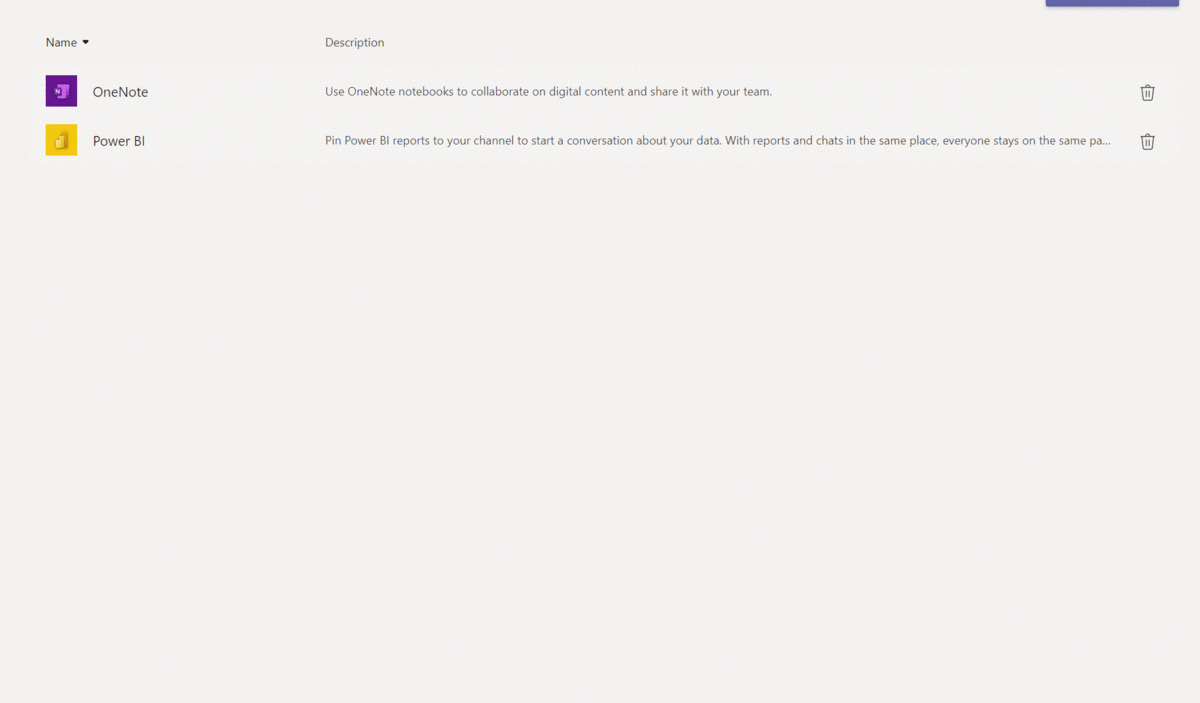 Name
Description
OneNote
Use OneNote notebooks to collaborate on digital content and share it with your team.
Power BI
Pin Power BI reports to your channel to start a conversation about your data. With reports and chats in the same place, everyone stays on the same pa...